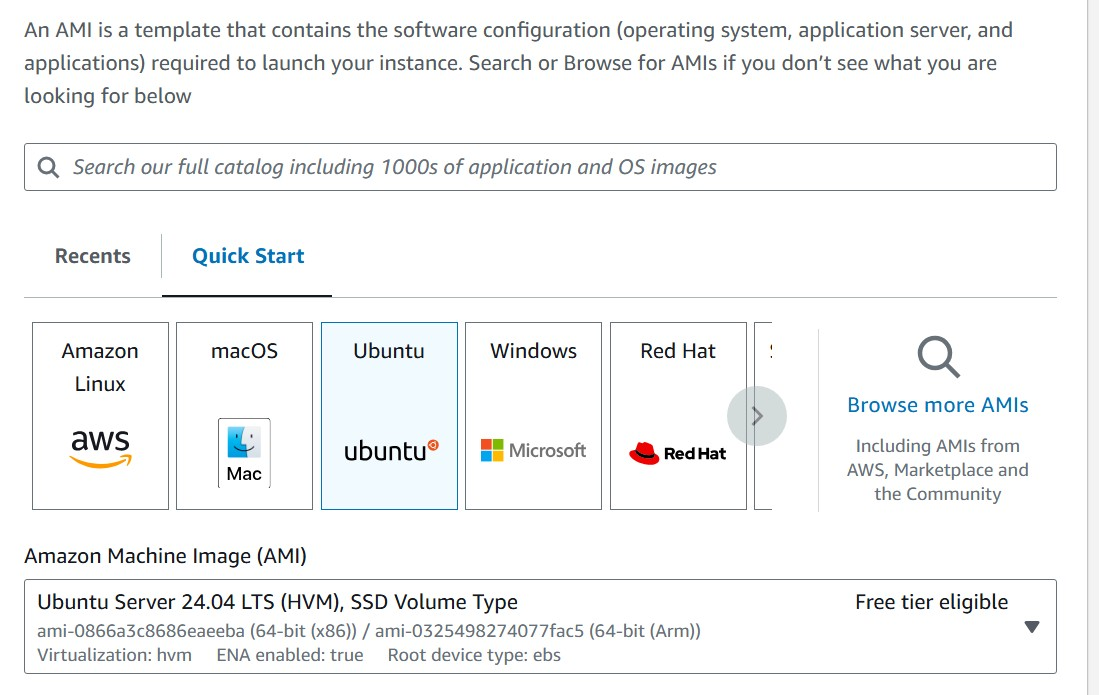 An AMI is a template that contains the software configuration (operating system, application server, and
applications) required to launch your instance. Search or Browse for AMIs if you don’t see what you are
looking for below
Search our full catalog including 1000s of application and OS images
Recents
Quick Start
Amazon
Linux
aws
macOS
Mac
Ubuntu
ubuntu
Windows
Microsoft
Red Hat
Red Hat
Browse more AMIs
Including AMIs from
AWS, Marketplace and
the Community
Amazon Machine Image (AMI)
Ubuntu Server 24.04 LTS (HVM), SSD Volume Type
Free tier eligible
ami-0866a3c8686eaeeba (64-bit (x86)) / ami-0325498274077fac5 (64-bit (Arm))
Virtualization: hvm ENA enabled: true Root device type: ebs